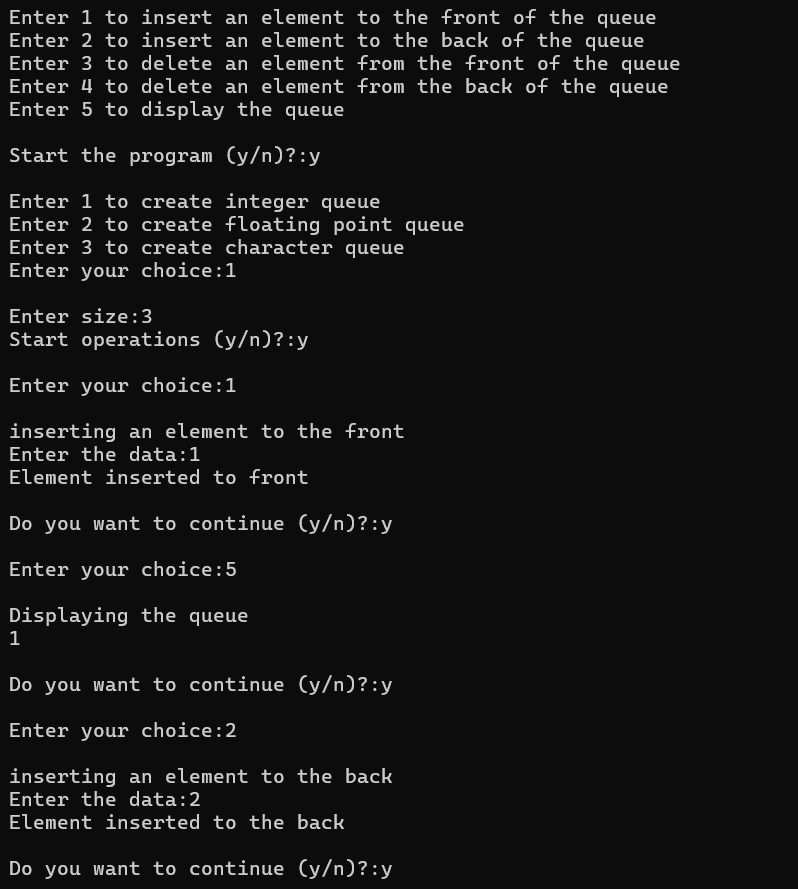 Enter 1 to insert an element to the front of the queue
Enter 2 to insert an element to the back of the queue
Enter 3 to delete an element from the front of the queue
Enter 4 to delete an element from the back of the queue
Enter 5 to display the queue
Start the program (y/n)?:y
Enter 1 to create integer queue
Enter 2 to create floating point queue
Enter 3 to create character queue
Enter your choice:1
Enter size:3
Start operations (y/n)?:y
Enter your choice:1
inserting an element to the front
Enter the data:1
Element inserted to front
Do you want to continue (y/n)?:y
Enter your choice:5
Displaying the queue
1
Do you want to continue (y/n)?:y
Enter your choice:2
inserting an element to the back
Enter the data:2
Element inserted to the back
Do you want to continue (y/n)?:y